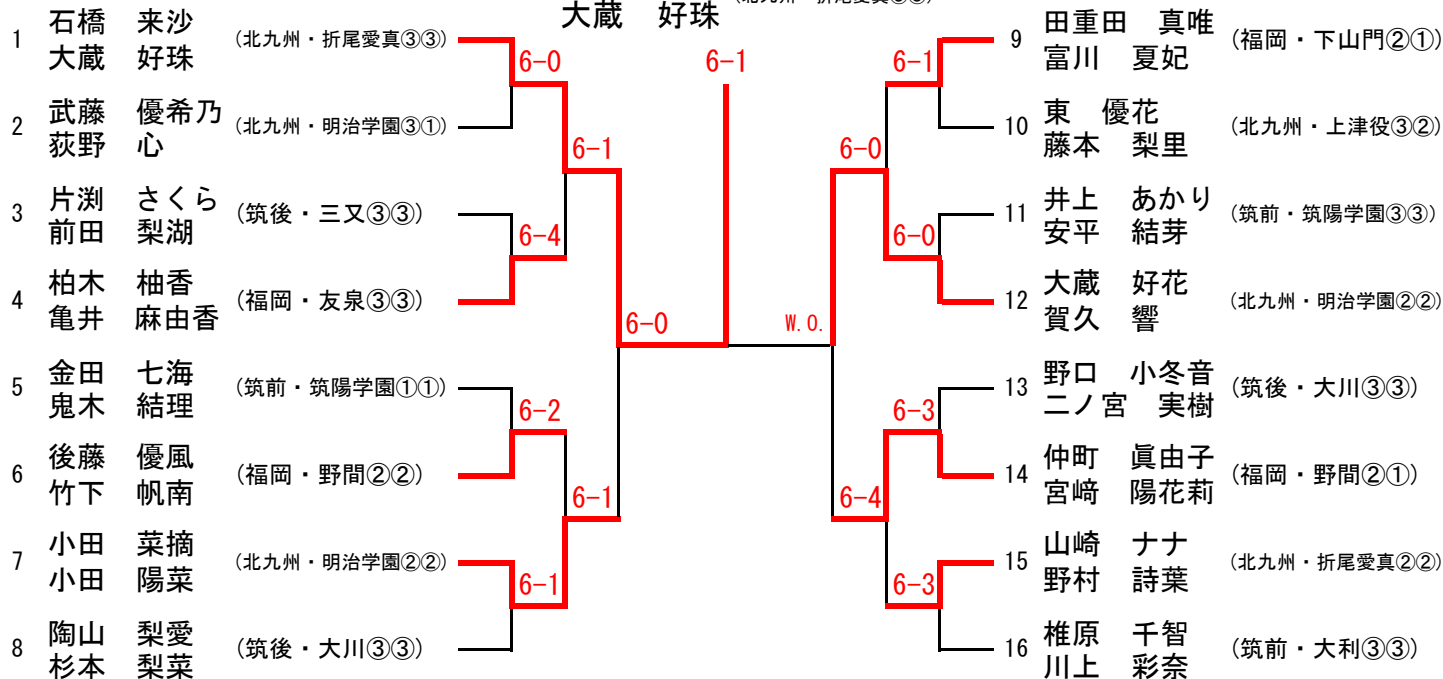 大蔵　好珠
6-1
1 石橋　来沙 (北九州・折尾愛真③③)
大蔵　好珠
6-0
2 武藤　優希乃 (北九州・明治学園③①)
荻野　心
6-1
3 片渕　さくら (筑後・三又③③)
前田　梨湖
6-4
4 柏木　柚香 (福岡・友泉③③)
亀井　麻由香
6-0
5 金田　七海 (筑前・筑陽学園①①)
鬼木　結理
6-2
6 後藤　優風 (福岡・野間②②)
竹下　帆南
6-1
7 小田　菜摘 (北九州・明治学園②②)
小田　陽菜
6-1
8 陶山　梨愛 (筑後・大川③③)
杉本　梨菜
9 田重田　真唯 (福岡・下山門②①)
富川　夏妃
6-1
10 東　優花 (北九州・上津役③②)
藤本　梨里
6-0
11 井上　あかり (筑前・筑陽学園③③)
安平　結芽
6-0
12 大蔵　好花 (北九州・明治学園②②)
賀久　響
W.O.
13 野口　小冬音 (筑後・大川③③)
二ノ宮　実樹
6-3
14 仲町　眞由子 (福岡・野間②①)
宮﨑　陽花莉
6-4
15 山崎　ナナ (北九州・折尾愛真②②)
野村　詩葉
6-3
16 椎原　千智 (筑前・大利③③)
川上　彩奈